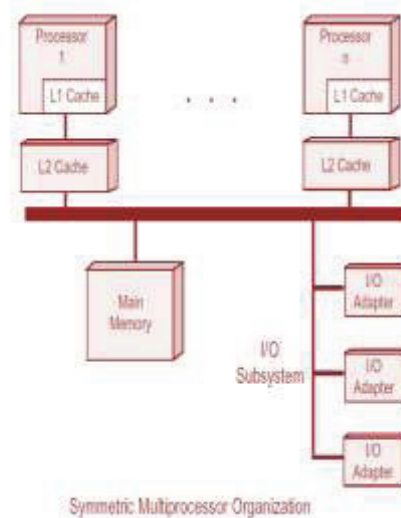 Processor
1
L1 Cache
L2 Cache
. . .
Processor
n
L1 Cache
L2 Cache
Main
Memory
I/O
Subsystem
I/O
Adapter
I/O
Adapter
I/O
Adapter
Symmetric Multiprocessor Organization